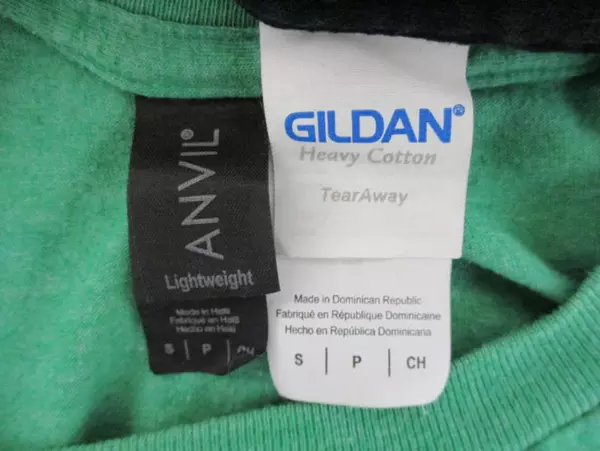 ANVIL®
Lightweight
Made in Haiti
Fabriqué en Haïti
Hecho en Haití
S | P | CH
GILDAN®
Heavy Cotton
TearAway
Made in Dominican Republic
Fabriqué en République Dominicaine
Hecho en República Dominicana
S | P | CH